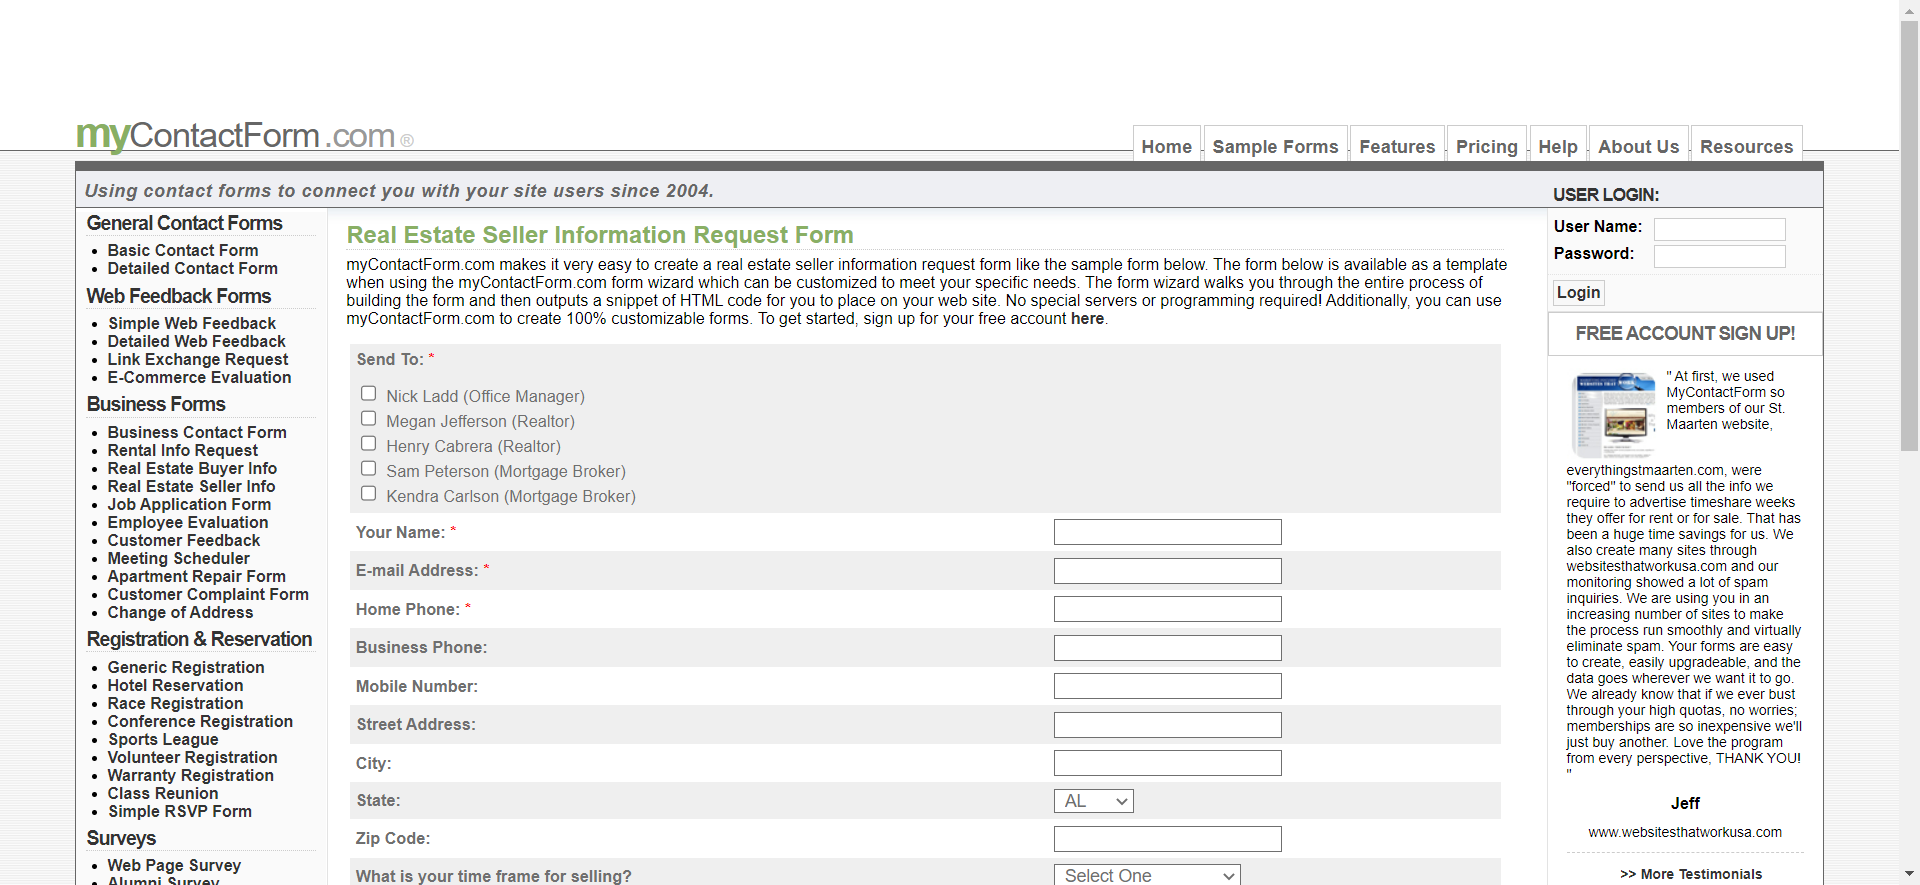 myContactForm.com ®
Home
Sample Forms
Features
Pricing
Help
About Us
Resources
Using contact forms to connect you with your site users since 2004.
USER LOGIN:
General Contact Forms
Basic Contact Form
Detailed Contact Form
Web Feedback Forms
Simple Web Feedback
Detailed Web Feedback
Link Exchange Request
E-Commerce Evaluation
Business Forms
Business Contact Form
Rental Info Request
Real Estate Buyer Info
Real Estate Seller Info
Job Application Form
Employee Evaluation
Customer Feedback
Meeting Scheduler
Apartment Repair Form
Customer Complaint Form
Change of Address
Registration & Reservation
Generic Registration
Hotel Reservation
Race Registration
Conference Registration
Sports League
Volunteer Registration
Warranty Registration
Class Reunion
Simple RSVP Form
Surveys
Web Page Survey
Alumni Survey
Real Estate Seller Information Request Form
myContactForm.com makes it very easy to create a real estate seller information request form like the sample form below. The form below is available as a template
when using the myContactForm.com form wizard which can be customized to meet your specific needs. The form wizard walks you through the entire process of
building the form and then outputs a snippet of HTML code for you to place on your web site. No special servers or programming required! Additionally, you can use
myContactForm.com to create 100% customizable forms. To get started, sign up for your free account here.
Send To: *
Nick Ladd (Office Manager)
Megan Jefferson (Realtor)
Henry Cabrera (Realtor)
Sam Peterson (Mortgage Broker)
Kendra Carlson (Mortgage Broker)
Your Name: *
E-mail Address: *
Home Phone: *
Business Phone:
Mobile Number:
Street Address:
City:
State:
AL
Zip Code:
What is your time frame for selling?
Select One
User Name:
Password:
Login
FREE ACCOUNT SIGN UP!
" At first, we used
MyContactForm so
members of our St.
Maarten website,
everythingstmaarten.com, were
"forced" to send us all the info we
require to advertise timeshare weeks
they offer for rent or for sale. That has
been a huge time savings for us. We
also create many sites through
websitesthatworkusa.com and our
monitoring showed a lot of spam
inquiries. We are using you in an
increasing number of sites to make
the process run smoothly and virtually
eliminate spam. Your forms are easy
to create, easily upgradeable, and the
data goes wherever we want it to go.
We already know that if we ever bust
through your high quotas, no worries;
memberships are so inexpensive we'll
just buy another. Love the program
from every perspective, THANK YOU!
"
Jeff
www.websitesthatworkusa.com
>> More Testimonials